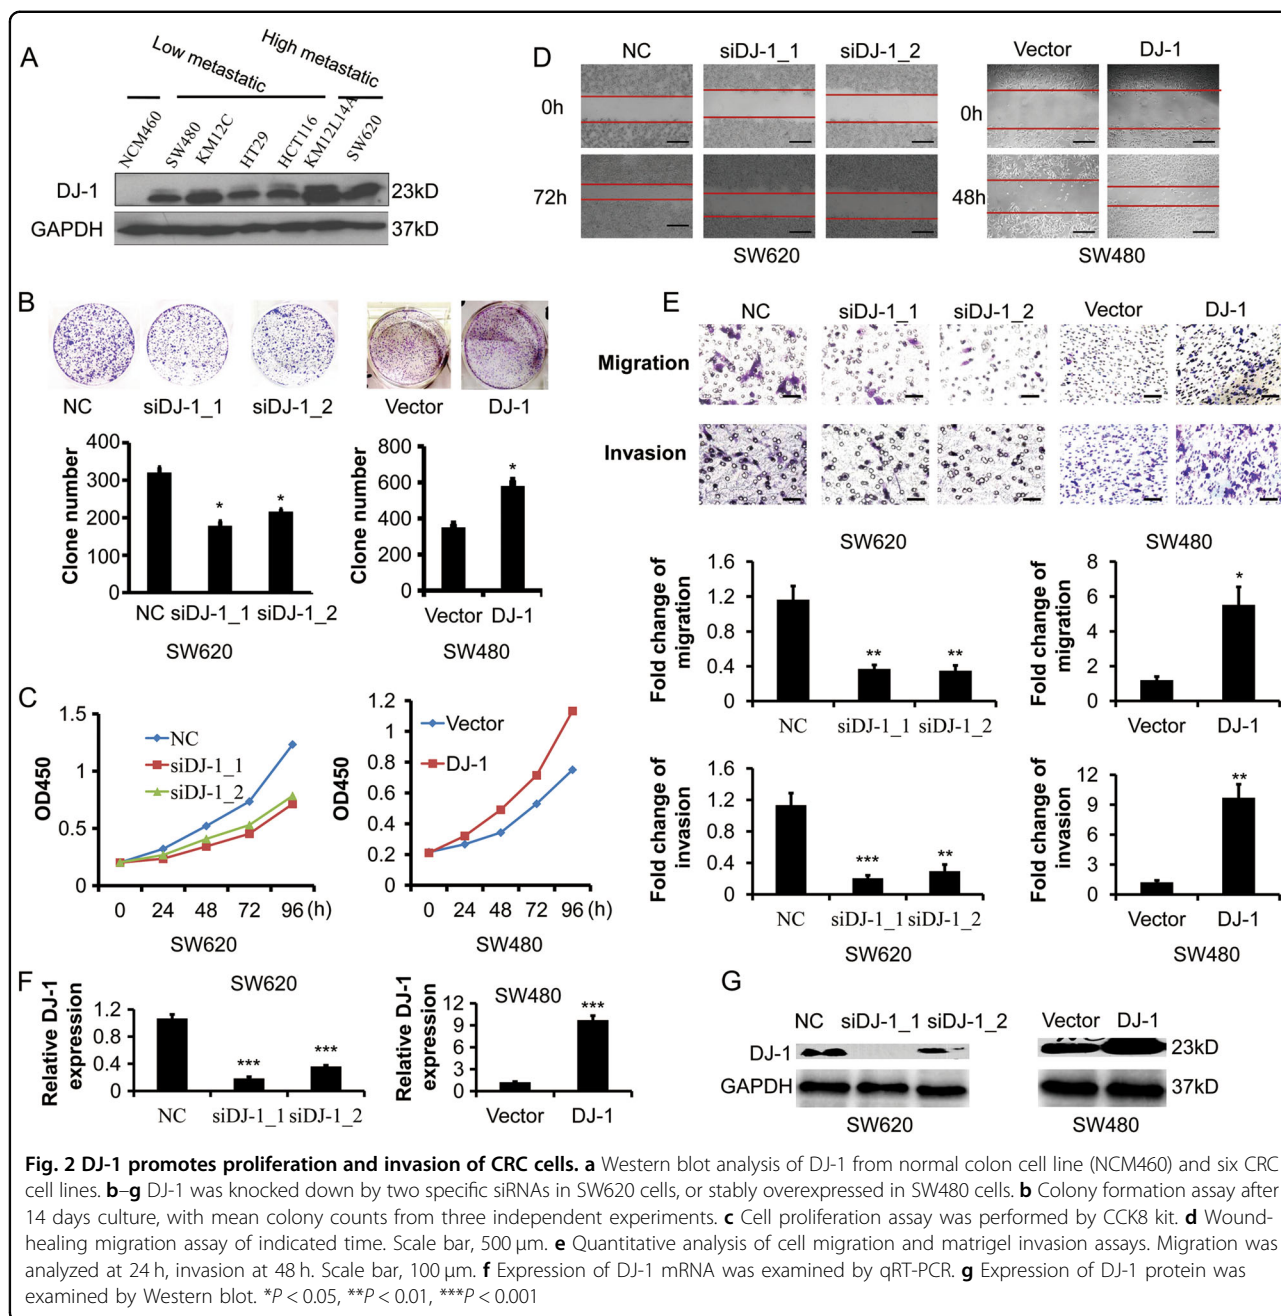 A
Low metastatic
High metastatic
NCM460
SW480
KM12C
HT29
HCT116
KM12L14A
SW620
DJ-1
23kD
GAPDH
37kD
B
NC
siDJ-1_1
siDJ-1_2
Vector
DJ-1
Clone number
400
300
200
100
0
*
*
NC
siDJ-1_1
siDJ-1_2
SW620
Clone number
800
600
400
200
0
*
Vector
DJ-1
SW480
C
OD450
1.5
1
0.5
0
NC
siDJ-1_1
siDJ-1_2
0 24 48 72 96 (h)
SW620
OD450
1.2
1.0
0.8
0.6
0.4
0.2
0
Vector
DJ-1
0 24 48 72 96 (h)
SW480
D
NC
siDJ-1_1
siDJ-1_2
Vector
DJ-1
0h
72h
0h
48h
SW620
SW480
E
NC
siDJ-1_1
siDJ-1_2
Vector
DJ-1
Migration
Invasion
SW620
SW480
Fold change of
migration
1.6
1.2
0.8
0.4
0
**
**
NC
siDJ-1_1
siDJ-1_2
Fold change of
migration
8
6
4
2
0
*
Vector
DJ-1
Fold change of
invasion
1.6
1.2
0.8
0.4
0
***
**
NC
siDJ-1_1
siDJ-1_2
SW620
Fold change of
invasion
12
9
6
3
0
**
Vector
DJ-1
SW480
F
SW620
Relative DJ-1
expression
1.2
0.8
0.4
0
***
***
NC
siDJ-1_1
siDJ-1_2
SW480
Relative DJ-1
expression
12
9
6
3
0
***
Vector
DJ-1
G
NC
siDJ-1_1
siDJ-1_2
Vector
DJ-1
DJ-1
23kD
GAPDH
37kD
SW620
SW480
Fig. 2 DJ-1 promotes proliferation and invasion of CRC cells. a Western blot analysis of DJ-1 from normal colon cell line (NCM460) and six CRC
cell lines. b–g DJ-1 was knocked down by two specific siRNAs in SW620 cells, or stably overexpressed in SW480 cells. b Colony formation assay after
14 days culture, with mean colony counts from three independent experiments. c Cell proliferation assay was performed by CCK8 kit. d Wound-
healing migration assay of indicated time. Scale bar, 500 μm. e Quantitative analysis of cell migration and matrigel invasion assays. Migration was
analyzed at 24 h, invasion at 48 h. Scale bar, 100 μm. f Expression of DJ-1 mRNA was examined by qRT-PCR. g Expression of DJ-1 protein was
examined by Western blot. *P < 0.05, **P < 0.01, ***P < 0.001